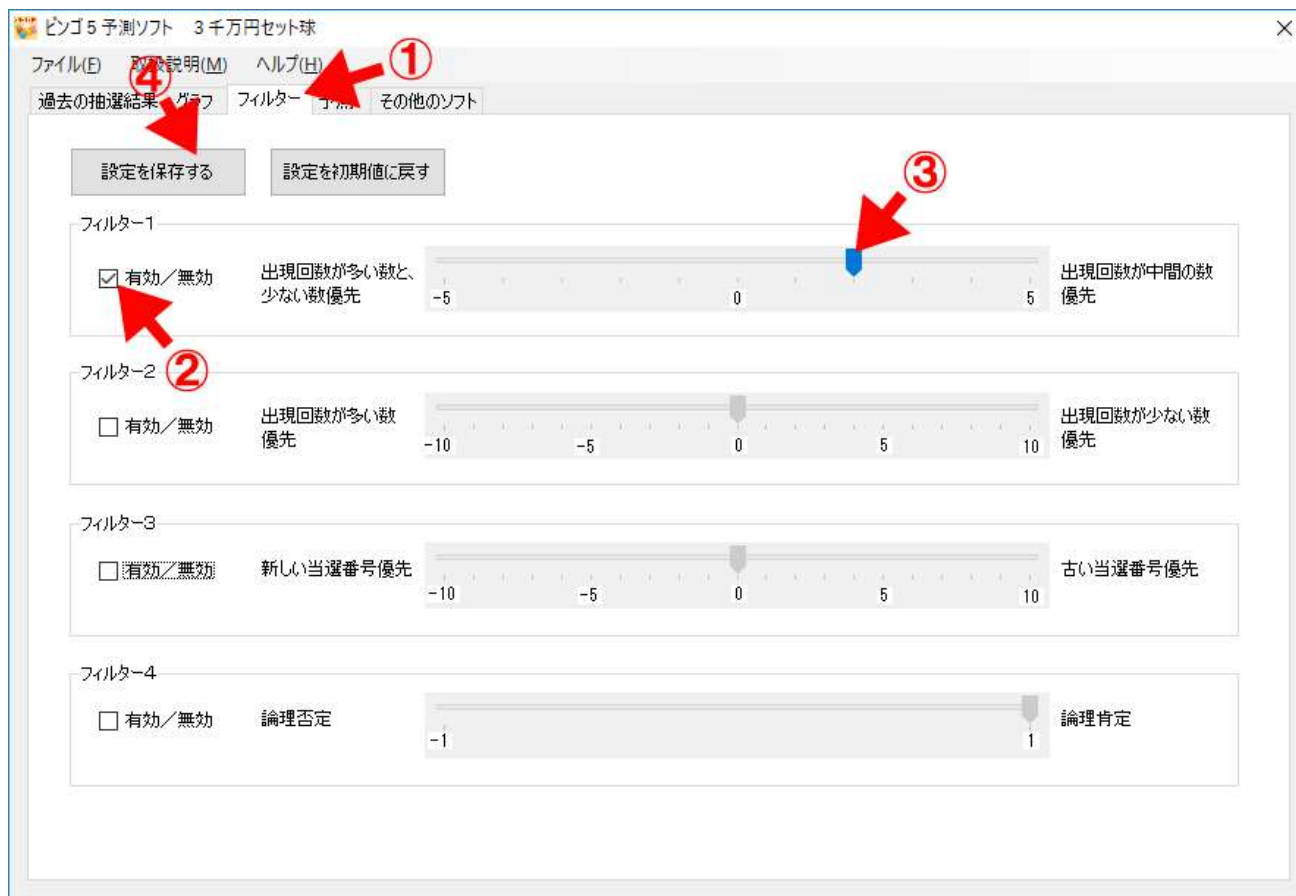 ビンゴ5予測ソフト 3千万円セット球
ファイル(F) 取扱説明(M) ヘルプ(H)
①
④
過去の抽選結果 グラフ フィルター 予測 その他のソフト
設定を保存する 設定を初期値に戻す
③
フィルター1
有効/無効
出現回数が多い数と、
少ない数優先
-5 0 5
出現回数が中間の数
優先
②
フィルター2
有効/無効
出現回数が多い数
優先
-10 -5 0 5 10
出現回数が少ない数
優先
フィルター3
有効/無効 新しい当選番号優先
-10 -5 0 5 10
古い当選番号優先
フィルター4
有効/無効 論理否定
-1 1
論理肯定